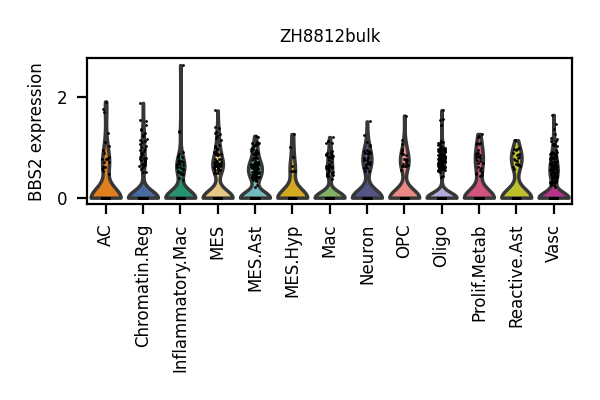 ZH8812bulk
BBS2 expression
2
0
AC
Chromatin.Reg
Inflammatory.Mac
MES
MES.Ast
MES.Hyp
Mac
Neuron
OPC
Oligo
Prolif.Metab
Reactive.Ast
Vasc